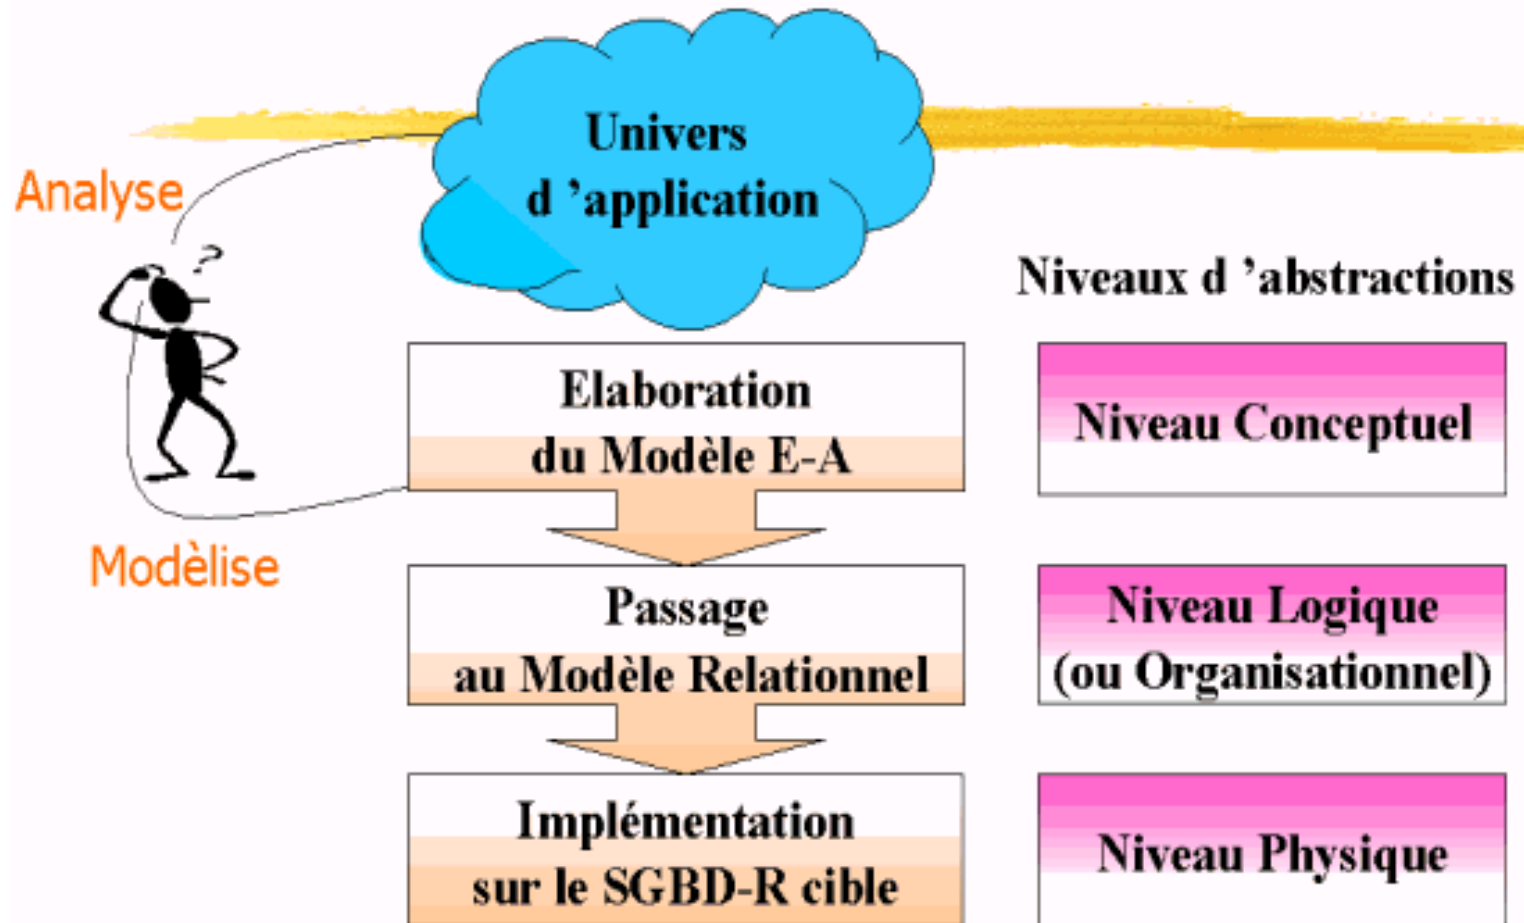 Univers
d ’application
Analyse
?
Niveaux d ’abstractions
Elaboration
du Modèle E-A
Niveau Conceptuel
Modèlise
Passage
au Modèle Relationnel
Niveau Logique
(ou Organisationnel)
Implémentation
sur le SGBD-R cible
Niveau Physique